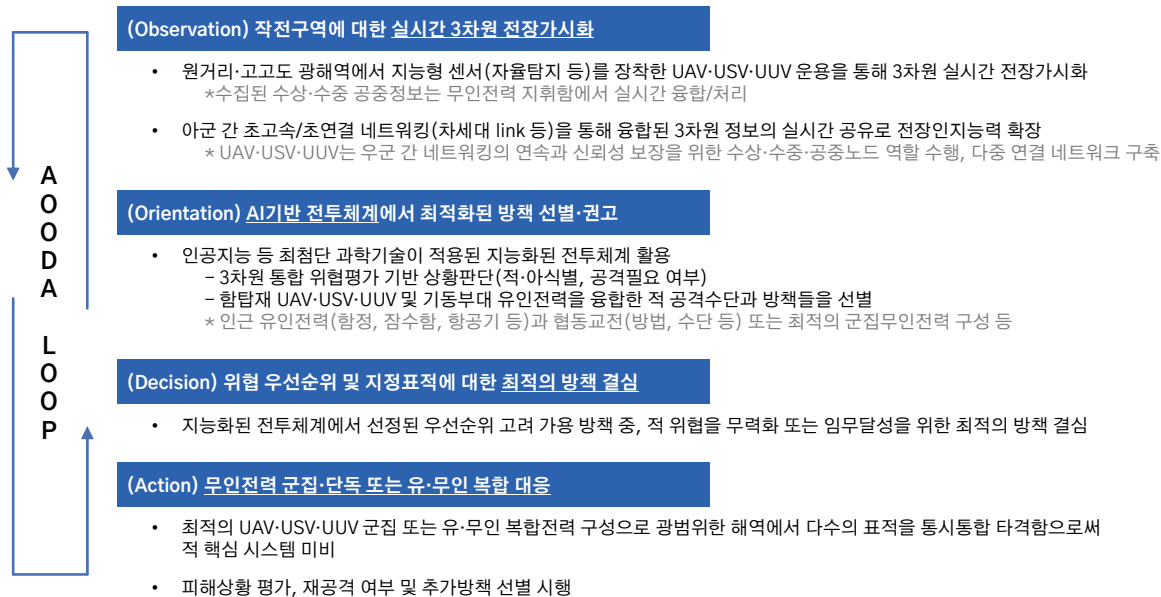 (Observation) 작전구역에 대한 실시간 3차원 전장가시화
• 원거리·고고도 광해역에서 지능형 센서(자율탐지 등)를 장착한 UAV·USV·UUV 운용을 통해 3차원 실시간 전장가시화
*수집된 수상·수중 공중정보는 무인전력 지휘함에서 실시간 융합/처리
• 아군 간 초고속/초연결 네트워킹(차세대 link 등)을 통해 융합된 3차원 정보의 실시간 공유로 전장인지능력 확장
* UAV·USV·UUV는 우군 간 네트워킹의 연속과 신뢰성 보장을 위한 수상·수중·공중노드 역할 수행, 다중 연결 네트워크 구축
A
O
O
D
A
L
O
O
P
(Orientation) AI기반 전투체계에서 최적화된 방책 선별·권고
• 인공지능 등 최첨단 과학기술이 적용된 지능화된 전투체계 활용
- 3차원 통합 위협평가 기반 상황판단(적·아식별, 공격필요 여부)
- 함탑재 UAV·USV·UUV 및 기동부대 유인전력을 융합한 적 공격수단과 방책들을 선별
* 인근 유인전력(함정, 잠수함, 항공기 등)과 협동교전(방법, 수단 등) 또는 최적의 군집무인전력 구성 등
(Decision) 위협 우선순위 및 지정표적에 대한 최적의 방책 결심
• 지능화된 전투체계에서 선정된 우선순위 고려 가용 방책 중, 적 위협을 무력화 또는 임무달성을 위한 최적의 방책 결심
(Action) 무인전력 군집·단독 또는 유·무인 복합 대응
• 최적의 UAV·USV·UUV 군집 또는 유·무인 복합전력 구성으로 광범위한 해역에서 다수의 표적을 통시통합 타격함으로써
적 핵심 시스템 미비
• 피해상황 평가, 재공격 여부 및 추가방책 선별 시행